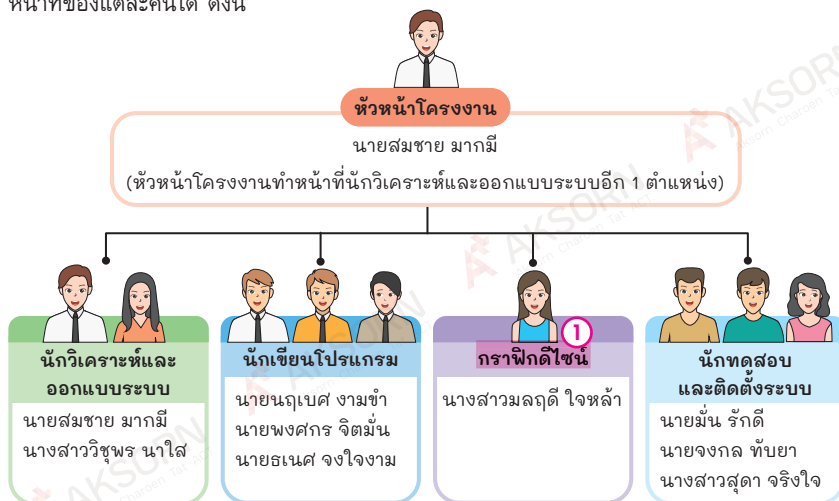 หน้าที่ของแต่ละคนได้ ดังนี้
หัวหน้าโครงงาน
นายสมชาย มากมี
(หัวหน้าโครงงานทำหน้าที่นักวิเคราะห์และออกแบบระบบอีก 1 ตำแหน่ง)
นักวิเคราะห์และ
ออกแบบระบบ
นายสมชาย มากมี
นางสาววิชุพร นาใส
นักเขียนโปรแกรม
นายนฤเบศ งามขำ
นายพงศกร จิตมั่น
นายธเนศ จงใจงาม
1
กราฟิกดีไซน์
นางสาวมลฤดี ใจหล้า
นักทดสอบ
และติดตั้งระบบ
นายมั่น รักดี
นายจงกล ทับยา
นางสาวสุดา จริงใจ
AKSORN
AKSORN
AKSORN
AKSORN